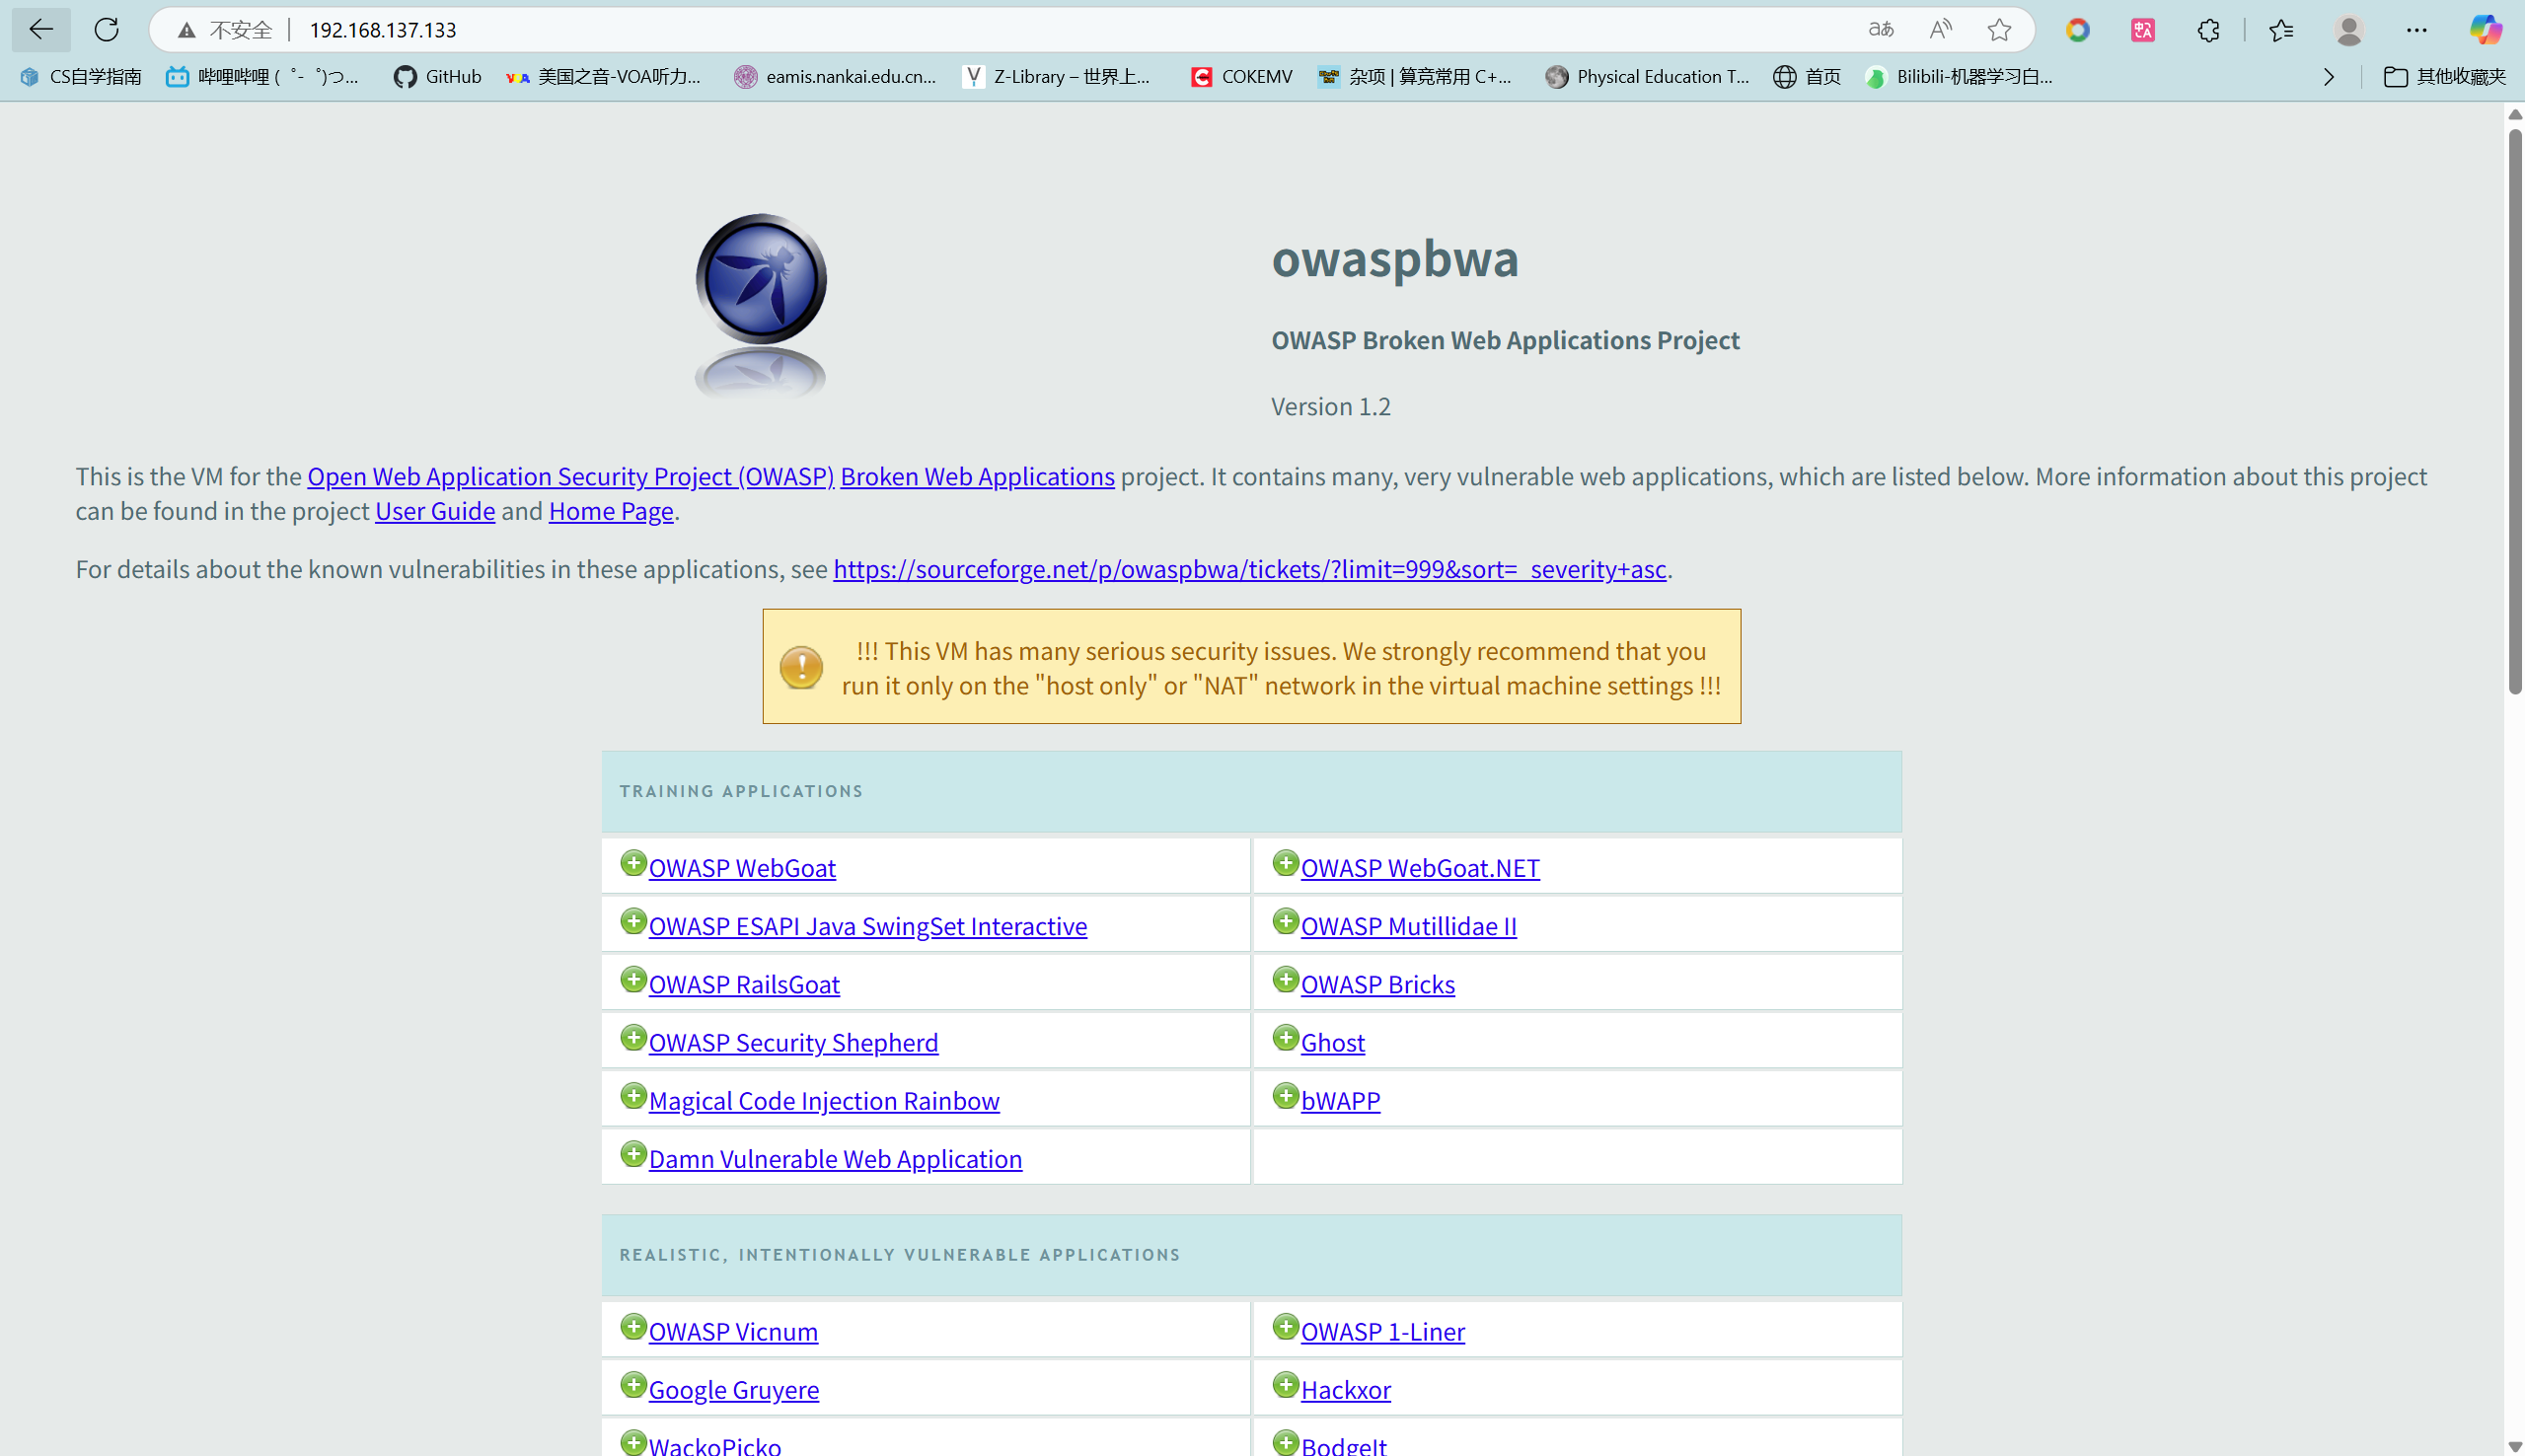 不安全 192.168.137.133
CS自学指南 哔哩哔哩 ( ゜- ゜)つ... GitHub 美国之音-VOA听力... eamis.nankai.edu.cn... Z-Library – 世界上... COKEMV 杂项 | 算竞常用 C+... Physical Education T... 首页 Bilibili-机器学习白... 其他收藏夹
owaspbwa
OWASP Broken Web Applications Project
Version 1.2
This is the VM for the Open Web Application Security Project (OWASP) Broken Web Applications project. It contains many, very vulnerable web applications, which are listed below. More information about this project
can be found in the project User Guide and Home Page.
For details about the known vulnerabilities in these applications, see https://sourceforge.net/p/owaspbwa/tickets/?limit=999&sort=_severity+asc.
!!! This VM has many serious security issues. We strongly recommend that you
run it only on the "host only" or "NAT" network in the virtual machine settings !!!
TRAINING APPLICATIONS
OWASP WebGoat OWASP WebGoat.NET
OWASP ESAPI Java SwingSet Interactive OWASP Mutillidae II
OWASP RailsGoat OWASP Bricks
OWASP Security Shepherd Ghost
Magical Code Injection Rainbow bWAPP
Damn Vulnerable Web Application
REALISTIC, INTENTIONALLY VULNERABLE APPLICATIONS
OWASP Vicnum OWASP 1-Liner
Google Gruyere Hackxor
WackoPicko BodgeIt